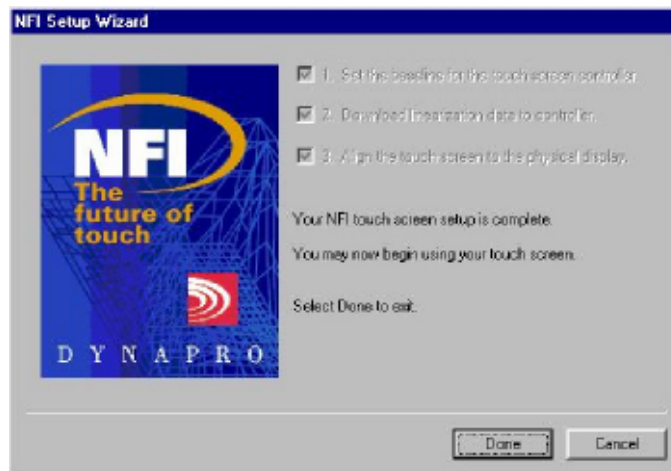 NFI Setup Wizard
NFI
The
future of
touch
DYNAPRO
1. Set the baseline for the touch screen controller.
2. Download linearization data to controller.
3. Align the touch screen to the physical display.
Your NFI touch screen setup is complete.
You may now begin using your touch screen.
Select Done to exit.
Done
Cancel